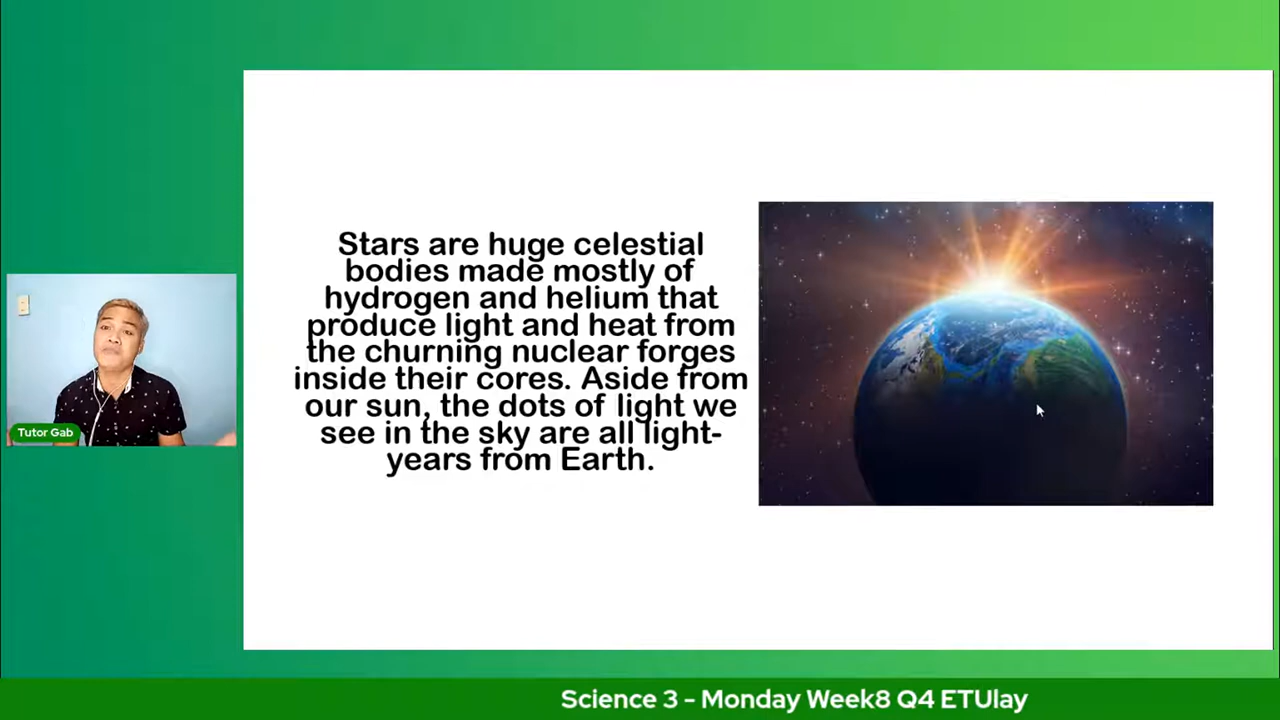 Stars are huge celestial
bodies made mostly of
hydrogen and helium that
produce light and heat from
the churning nuclear forges
inside their cores. Aside from
our sun, the dots of light we
see in the sky are all light-
years from Earth.
Tutor Gab
Science 3 - Monday Week8 Q4 ETUlay